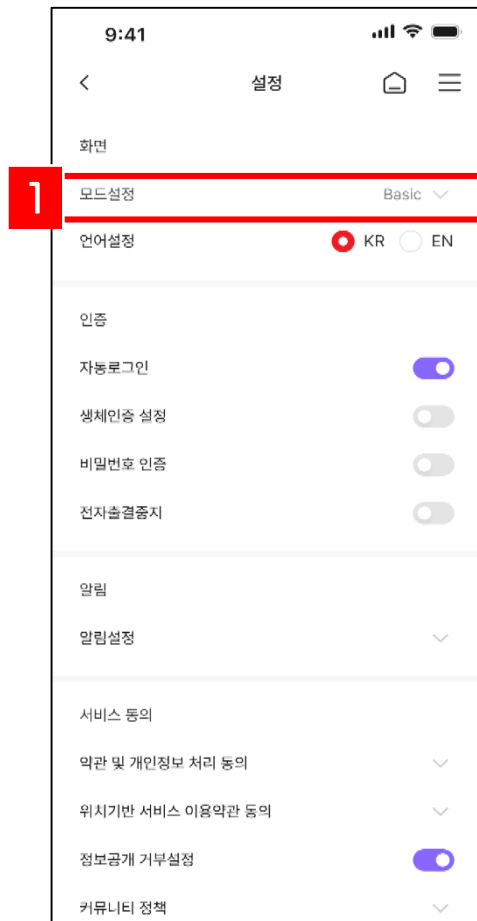 9:41
설정
화면
1
모드설정 Basic
언어설정 KR EN
인증
자동로그인
생체인증 설정
비밀번호 인증
전자출결중지
알림
알림설정
서비스 동의
약관 및 개인정보 처리 동의
위치기반 서비스 이용약관 동의
정보공개 거부설정
커뮤니티 정책